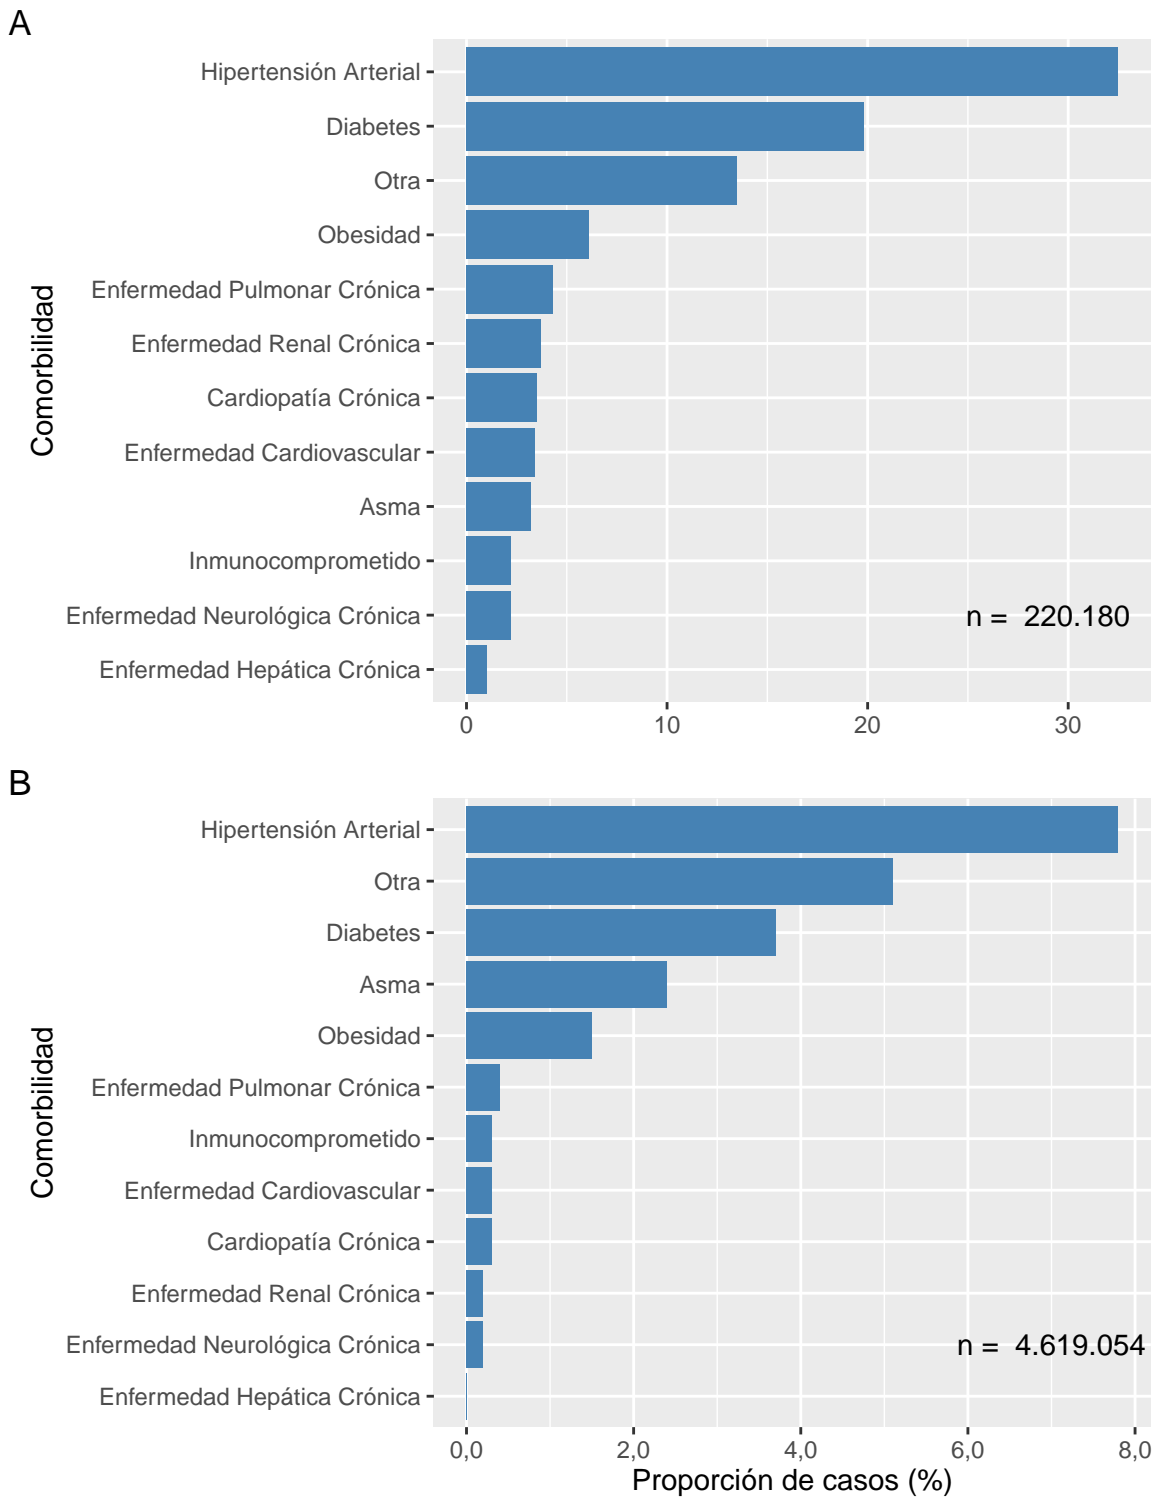 A
Hipertensión Arterial
Diabetes
Otra
Obesidad
Enfermedad Pulmonar Crónica
Enfermedad Renal Crónica
Cardiopatía Crónica
Enfermedad Cardiovascular
Asma
Inmunocomprometido
Enfermedad Neurológica Crónica
Enfermedad Hepática Crónica
Comorbilidad
n = 220.180
0 10 20 30
B
Hipertensión Arterial
Otra
Diabetes
Asma
Obesidad
Enfermedad Pulmonar Crónica
Inmunocomprometido
Enfermedad Cardiovascular
Cardiopatía Crónica
Enfermedad Renal Crónica
Enfermedad Neurológica Crónica
Enfermedad Hepática Crónica
Comorbilidad
n = 4.619.054
0,0 2,0 4,0 6,0 8,0
Proporción de casos (%)